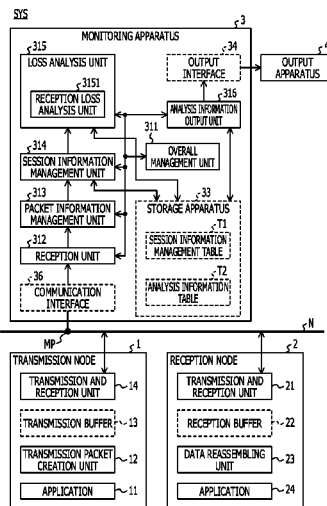 SYS
3
MONITORING APPARATUS
315
LOSS ANALYSIS UNIT
3151
RECEPTION LOSS
ANALYSIS UNIT
34
OUTPUT
INTERFACE
4
OUTPUT
APPARATUS
316
ANALYSIS INFORMATION
OUTPUT UNIT
311
OVERALL
MANAGEMENT UNIT
314
SESSION INFORMATION
MANAGEMENT UNIT
313
PACKET INFORMATION
MANAGEMENT UNIT
312
RECEPTION UNIT
36
COMMUNICATION
INTERFACE
33
STORAGE APPARATUS
T1
SESSION INFORMATION
MANAGEMENT TABLE
T2
ANALYSIS INFORMATION
TABLE
N
MP
1
TRANSMISSION NODE
TRANSMISSION AND
RECEPTION UNIT
14
TRANSMISSION BUFFER
13
TRANSMISSION PACKET
CREATION UNIT
12
APPLICATION
11
2
RECEPTION NODE
TRANSMISSION AND
RECEPTION UNIT
21
RECEPTION BUFFER
22
DATA REASSEMBLING
UNIT
23
APPLICATION
24